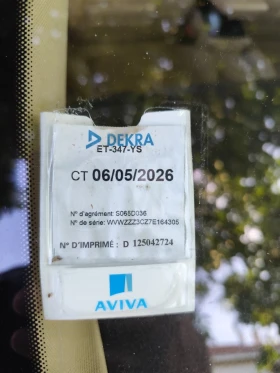 DEKRA
ET-347-YS
CT 06/05/2026
N° d'agrément: S068D036
N° de série: WVWZZZ3CZ7E164305
N° D'IMPRIMÉ: D 125042724
AVIVA